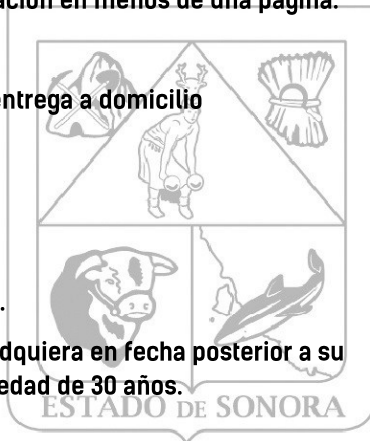 ación en menos de una página.
entrega a domicilio
.
dquiera en fecha posterior a su
edad de 30 años.
ESTADO DE SONORA